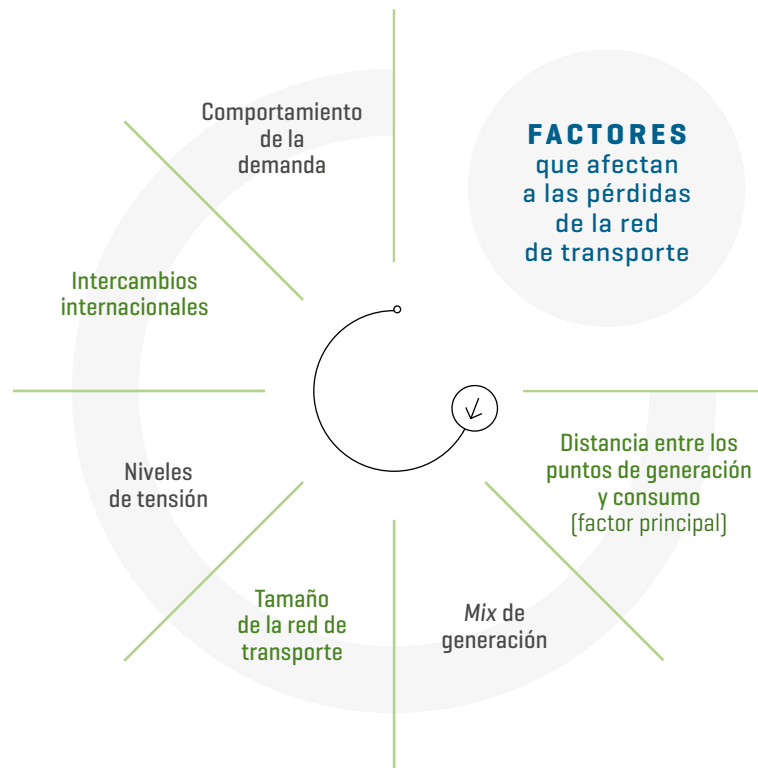 FACTORES
que afectan
a las pérdidas
de la red
de transporte
Distancia entre los
puntos de generación
y consumo
(factor principal)
Mix de
generación
Tamaño
de la red de
transporte
Niveles
de tensión
Intercambios
internacionales
Comportamiento
de la
demanda